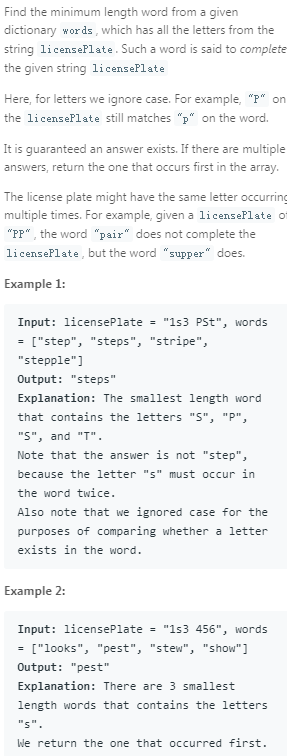 Find the minimum length word from a given
dictionary words, which has all the letters from the
string licensePlate. Such a word is said to complete
the given string licensePlate
Here, for letters we ignore case. For example, "P" on
the licensePlate still matches "p" on the word.
It is guaranteed an answer exists. If there are multiple
answers, return the one that occurs first in the array.
The license plate might have the same letter occurring
multiple times. For example, given a licensePlate of
"PP", the word "pair" does not complete the
licensePlate, but the word "supper" does.
Example 1:
Input: licensePlate = "1s3 PSt", words
= ["step", "steps", "stripe",
"stepple"]
Output: "steps"
Explanation: The smallest length word
that contains the letters "S", "P",
"S", and "T".
Note that the answer is not "step",
because the letter "s" must occur in
the word twice.
Also note that we ignored case for the
purposes of comparing whether a letter
exists in the word.
Example 2:
Input: licensePlate = "1s3 456", words
= ["looks", "pest", "stew", "show"]
Output: "pest"
Explanation: There are 3 smallest
length words that contains the letters
"s".
We return the one that occurred first.